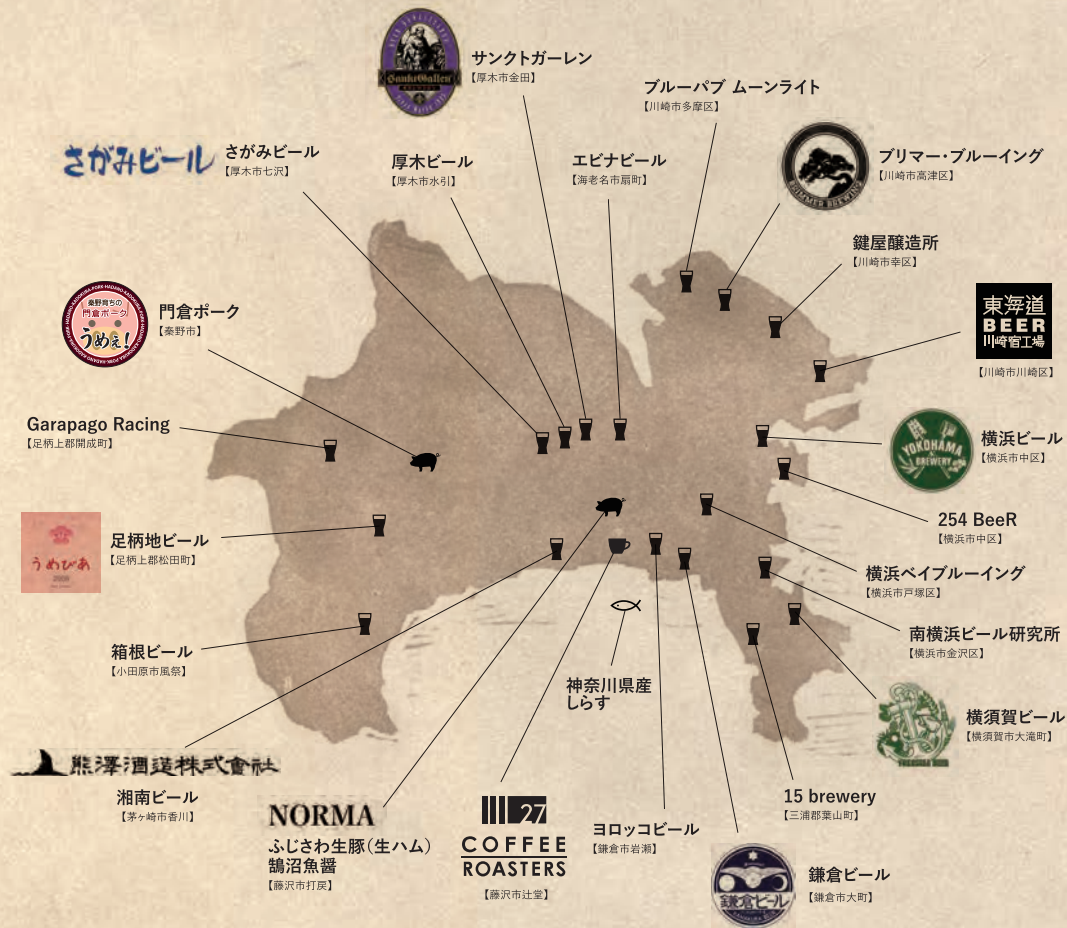 SanktGallen
BREWERY
サンクトガーレン
【厚木市金田】
ブルーパブ ムーンライト
【川崎市多摩区】
さがみビール
さがみビール
【厚木市七沢】
厚木ビール
【厚木市水引】
エビナビール
【海老名市扇町】
BRIMMER BREWING
ブリマー・ブルーイング
【川崎市高津区】
鍵屋醸造所
【川崎市幸区】
秦野育ちの
門倉ポーク
うめぇ!
門倉ポーク
【秦野市】
東海道
BEER
川崎宿工場
【川崎市川崎区】
Garapago Racing
【足柄上郡開成町】
YOKOHAMA
BREWERY
横浜ビール
【横浜市中区】
うめびあ
2009
足柄地ビール
【足柄上郡松田町】
254 BeeR
【横浜市中区】
横浜ベイブルーイング
【横浜市戸塚区】
南横浜ビール研究所
【横浜市金沢区】
箱根ビール
【小田原市風祭】
神奈川県産
しらす
YOKOSUKA BEER
横須賀ビール
【横須賀市大滝町】
熊澤酒造株式會社
湘南ビール
【茅ヶ崎市香川】
NORMA
ふじさわ生豚(生ハム)
鵠沼魚醤
【藤沢市打戻】
27
COFFEE
ROASTERS
【藤沢市辻堂】
ヨロッコビール
【鎌倉市岩瀬】
15 brewery
【三浦郡葉山町】
鎌倉ビール
鎌倉ビール
【鎌倉市大町】